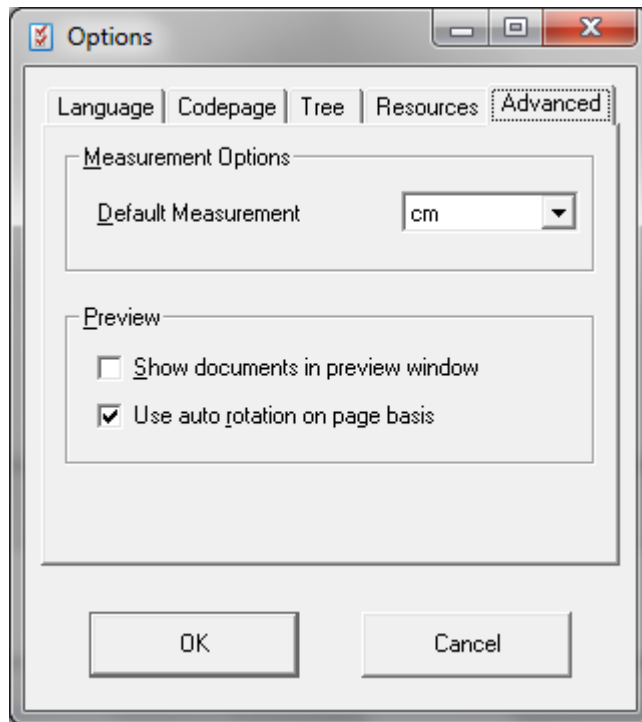 Options
Language Codepage Tree Resources Advanced
Measurement Options
Default Measurement cm
Preview
Show documents in preview window
Use auto rotation on page basis
OK Cancel